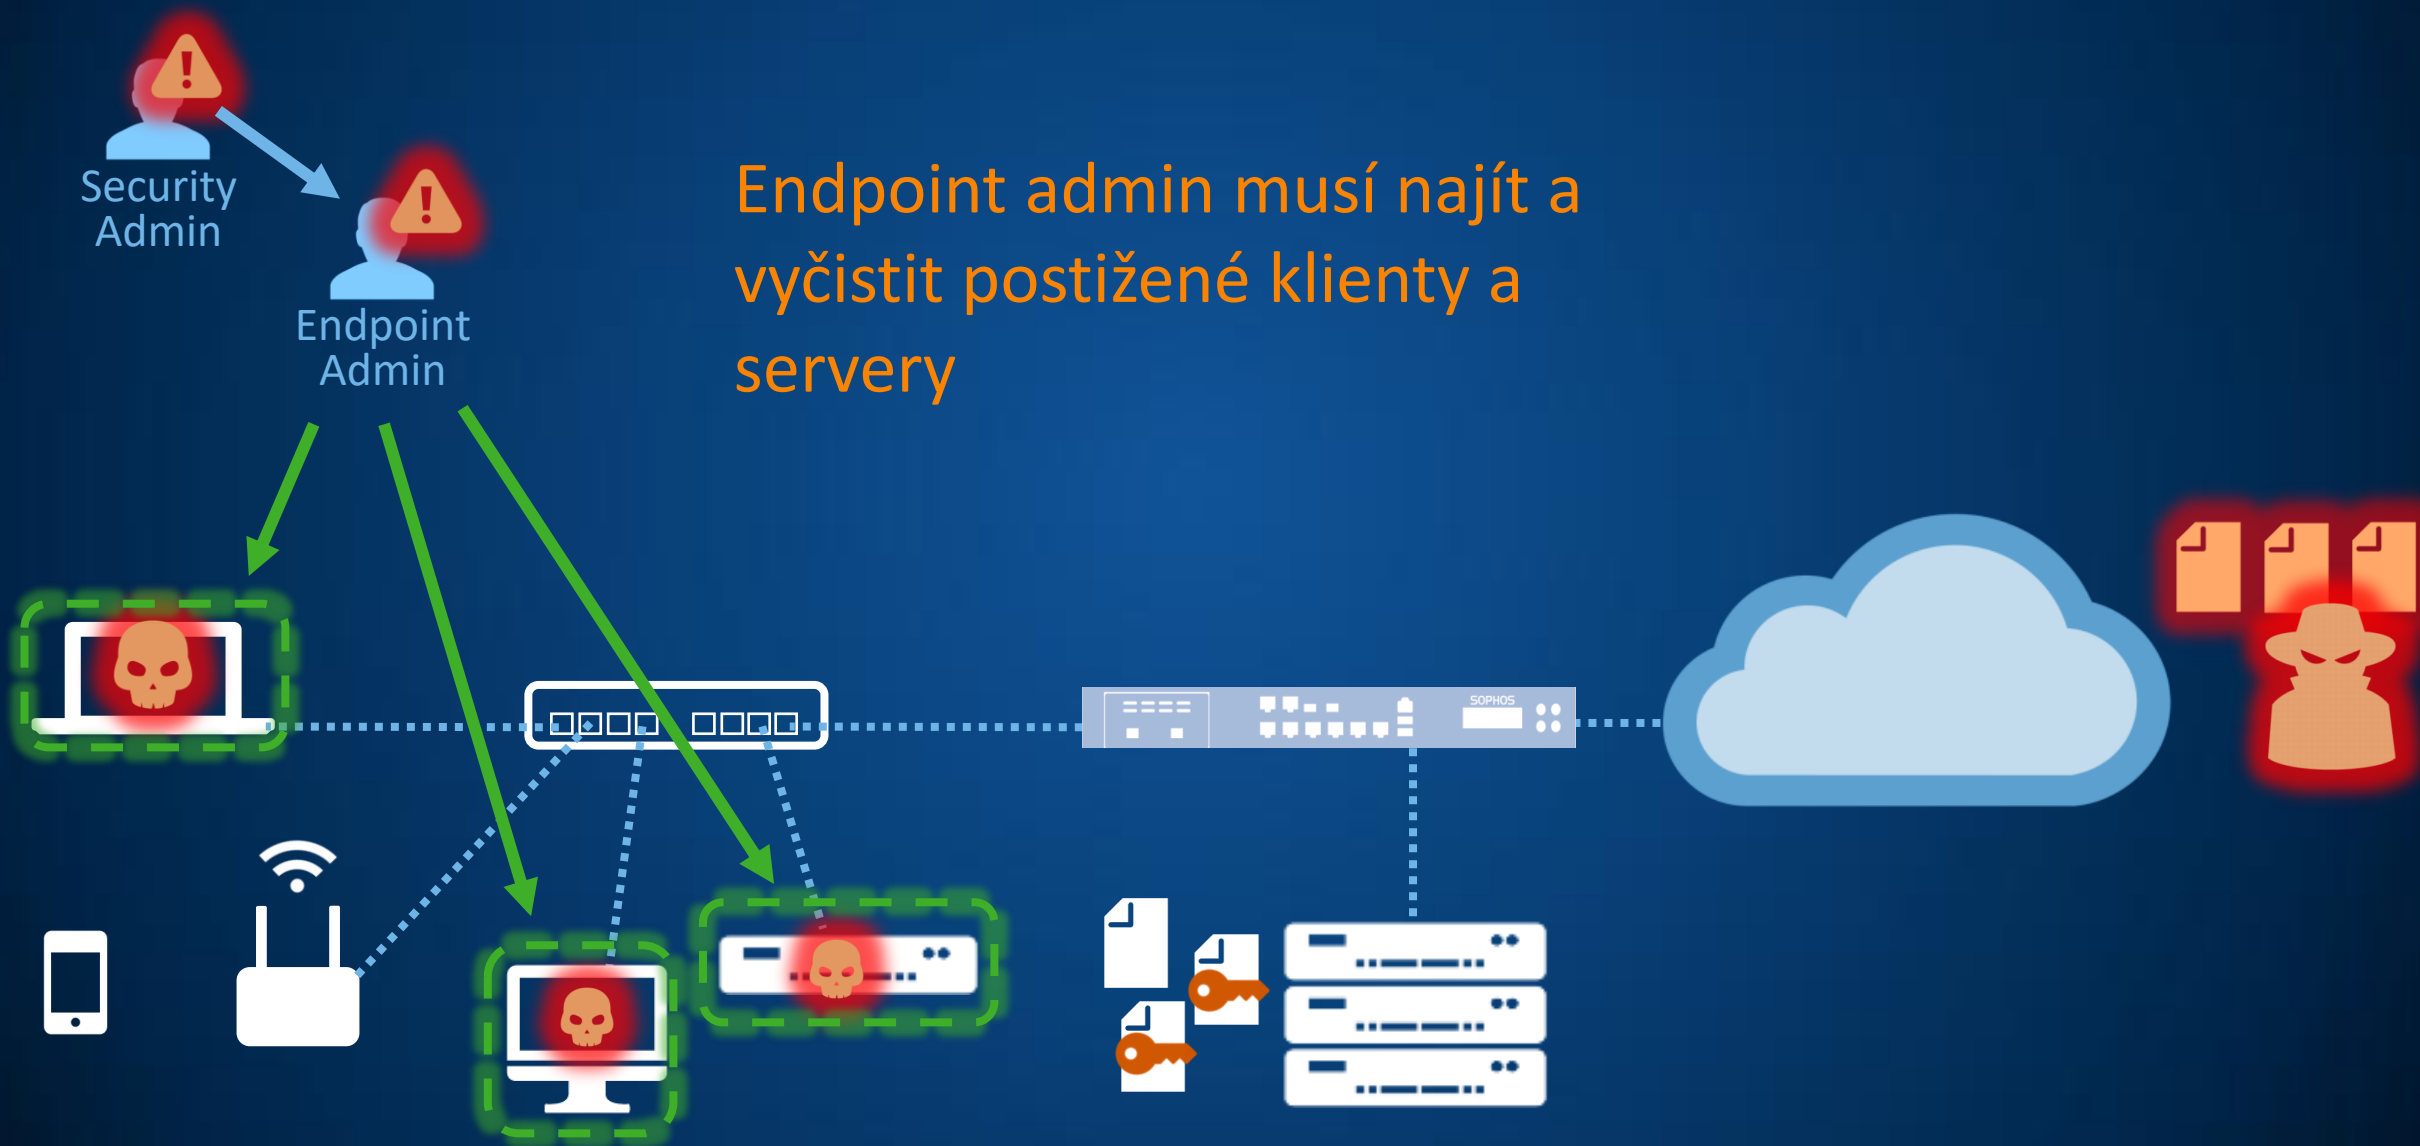 Security
Admin
Endpoint
Admin
Endpoint admin musí najít a
vyčistit postižené klienty a
servery
SOPHOS